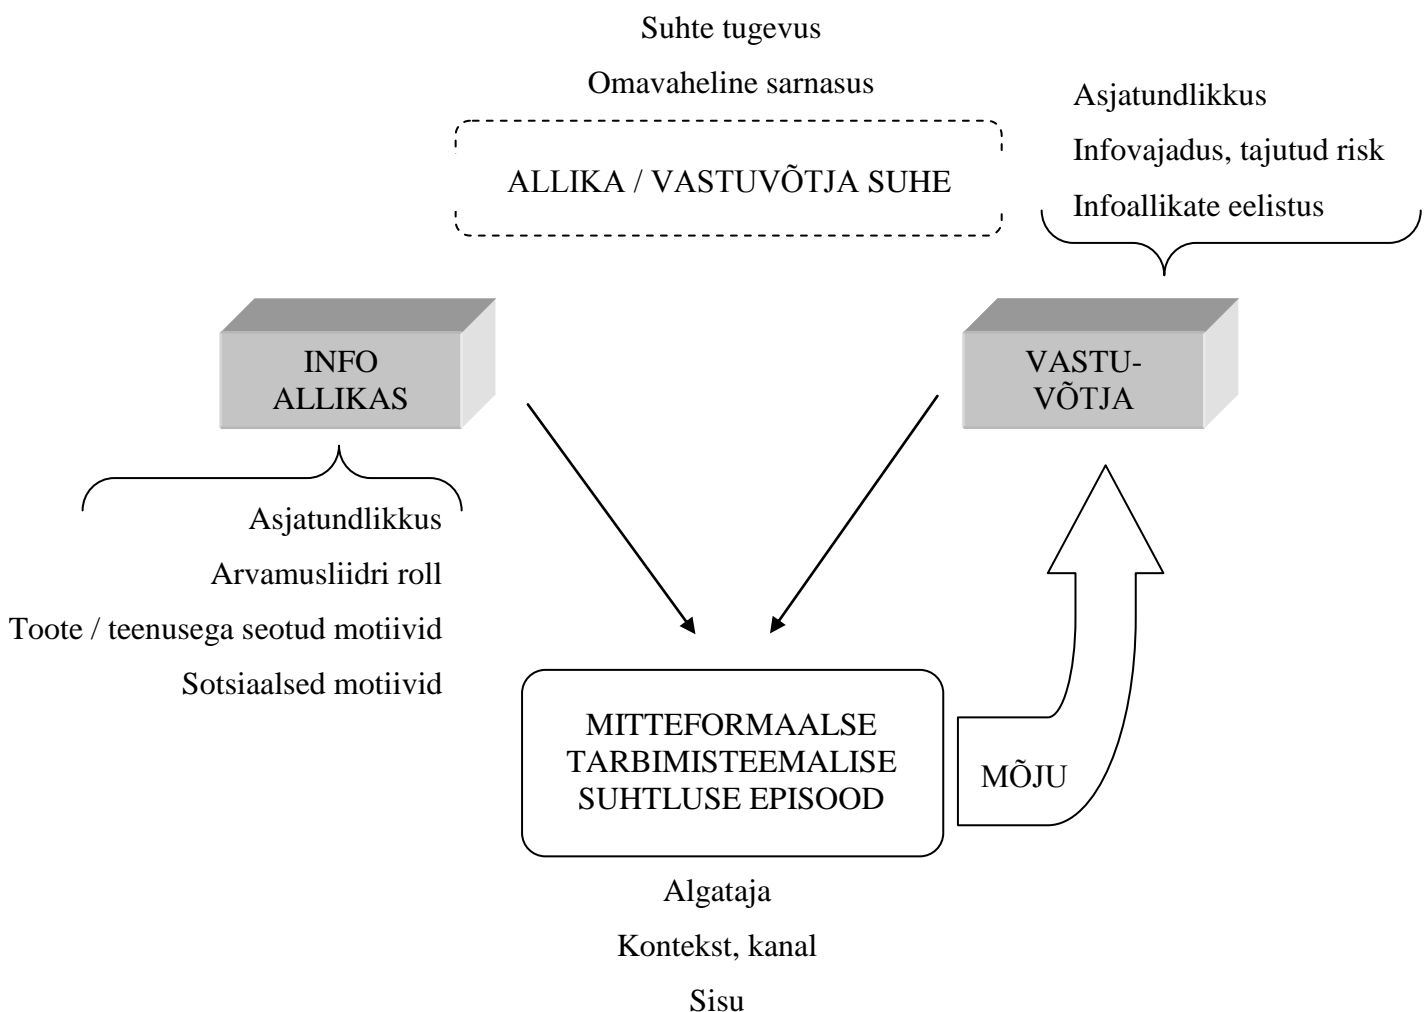 Suhte tugevus
Omavaheline sarnasus
ALLIKA / VASTUVÕTJA SUHE
Asjatundlikkus
Infovajadus, tajutud risk
Infoallikate eelistus
INFO
ALLIKAS
VASTU-
VÕTJA
Asjatundlikkus
Arvamusliidri roll
Toote / teenusega seotud motiivid
Sotsiaalsed motiivid
MITTEFORMAALSE
TARBIMISTEEMALISE
SUHTLUSE EPISOOD
MÕJU
Algataja
Kontekst, kanal
Sisu